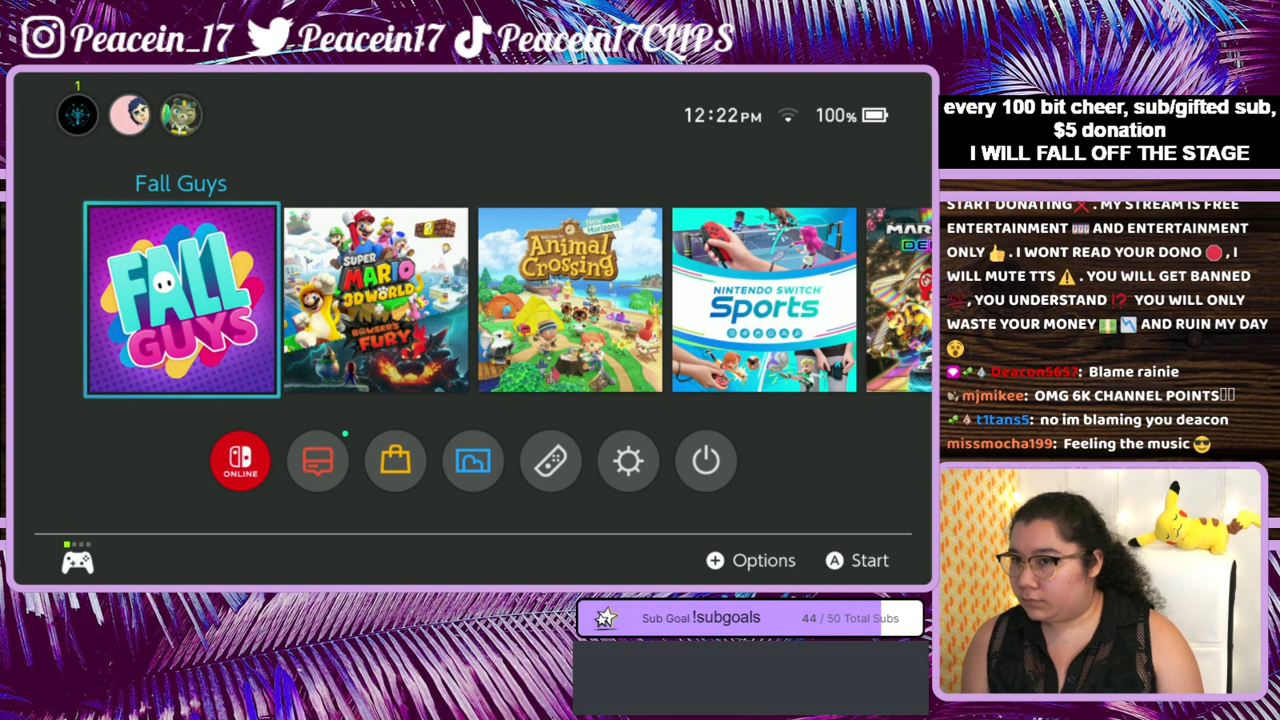 Peacein_17 Peacein17 Peacein17CLIPS
1
12:22 PM 100%
Fall Guys
FALL
GUYS
SUPER
MARIO
3D WORLD
BOWSER'S
FURY
Animal
Crossing
Horizons
NINTENDO SWITCH
Sports
MAR
DE
ONLINE
Options Start
Sub Goal !subgoals 44 / 50 Total Subs
every 100 bit cheer, sub/gifted sub,
$5 donation
I WILL FALL OFF THE STAGE
START DONATING❌. MY STREAM IS FREE
ENTERTAINMENT AND ENTERTAINMENT
ONLY 👍. I WONT READ YOUR DONO 🛑, I
WILL MUTE TTS ⚠️. YOU WILL GET BANNED
💯, YOU UNDERSTAND ⁉️ YOU WILL ONLY
WASTE YOUR MONEY 💵 📉 AND RUIN MY DAY
😯
Deacon5657: Blame rainie
mjmikee: OMG 6K CHANNEL POINTS
t1tans5: no im blaming you deacon
missmocha199: Feeling the music 😎